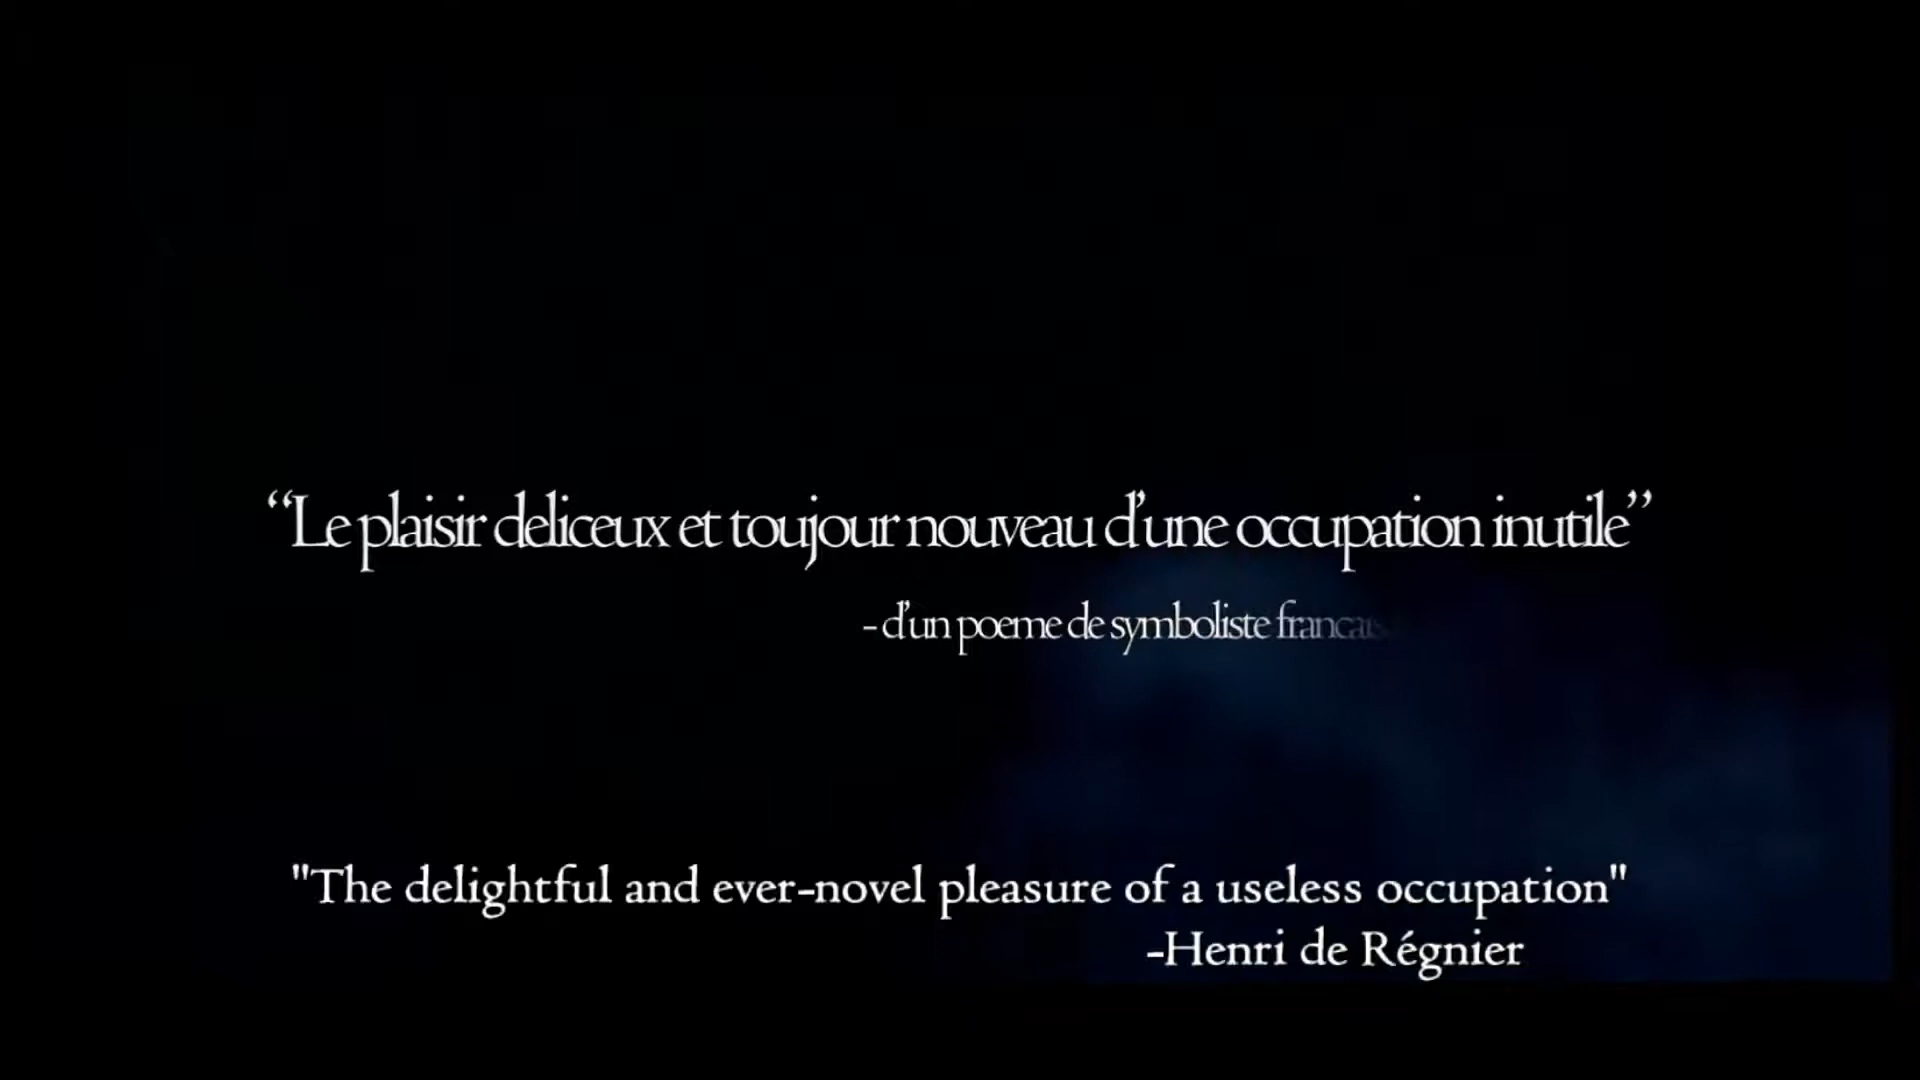 “Le plaisir deliceux et toujour nouveau d’une occupation inutile”
- d’un poeme de symboliste francais
"The delightful and ever-novel pleasure of a useless occupation"
-Henri de Régnier